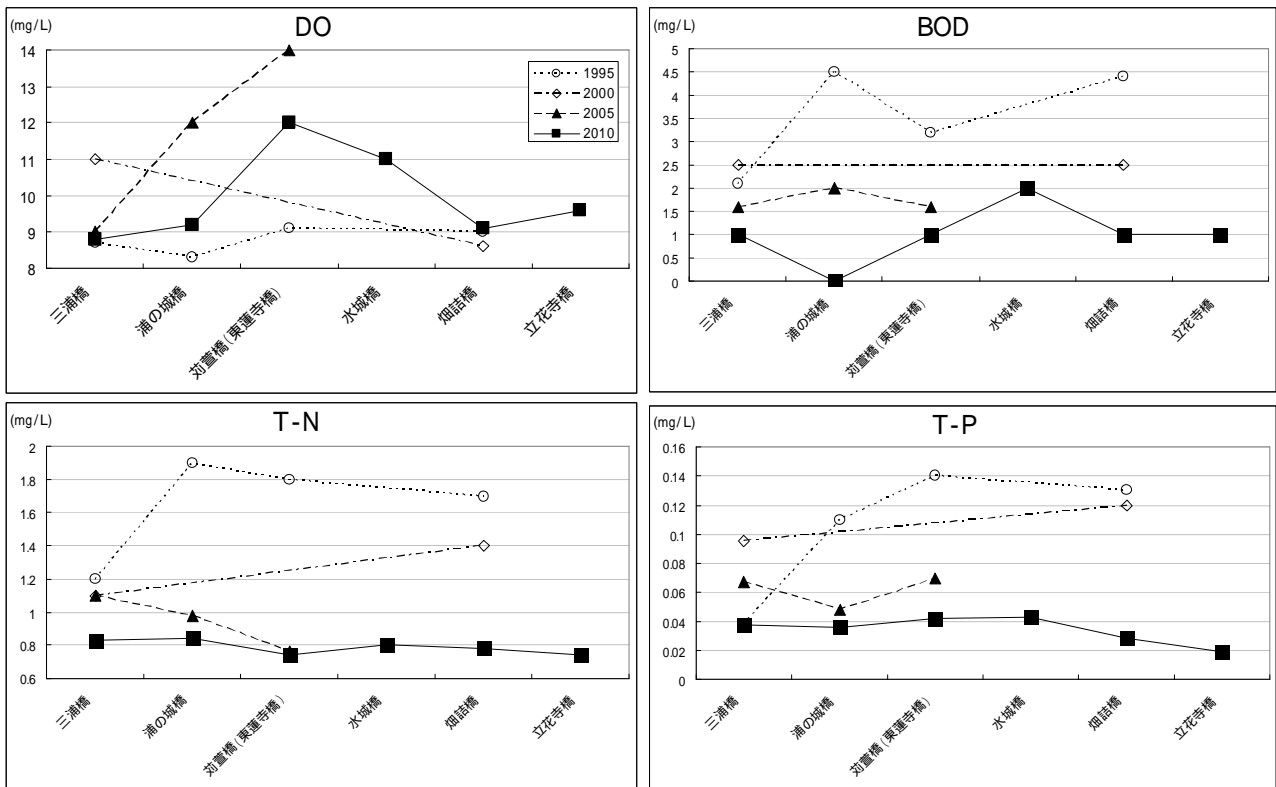 (mg/L)
DO
14
13
12
11
10
9
8
1995
2000
2005
2010
三浦橋
浦の城橋
苅萱橋(東蓮寺橋)
水城橋
畑詰橋
立花寺橋
(mg/L)
BOD
5
4.5
4
3.5
3
2.5
2
1.5
1
0.5
0
三浦橋
浦の城橋
苅萱橋(東蓮寺橋)
水城橋
畑詰橋
立花寺橋
(mg/L)
T-N
2
1.8
1.6
1.4
1.2
1
0.8
0.6
三浦橋
浦の城橋
苅萱橋(東蓮寺橋)
水城橋
畑詰橋
立花寺橋
(mg/L)
T-P
0.16
0.14
0.12
0.1
0.08
0.06
0.04
0.02
0
三浦橋
浦の城橋
苅萱橋(東蓮寺橋)
水城橋
畑詰橋
立花寺橋